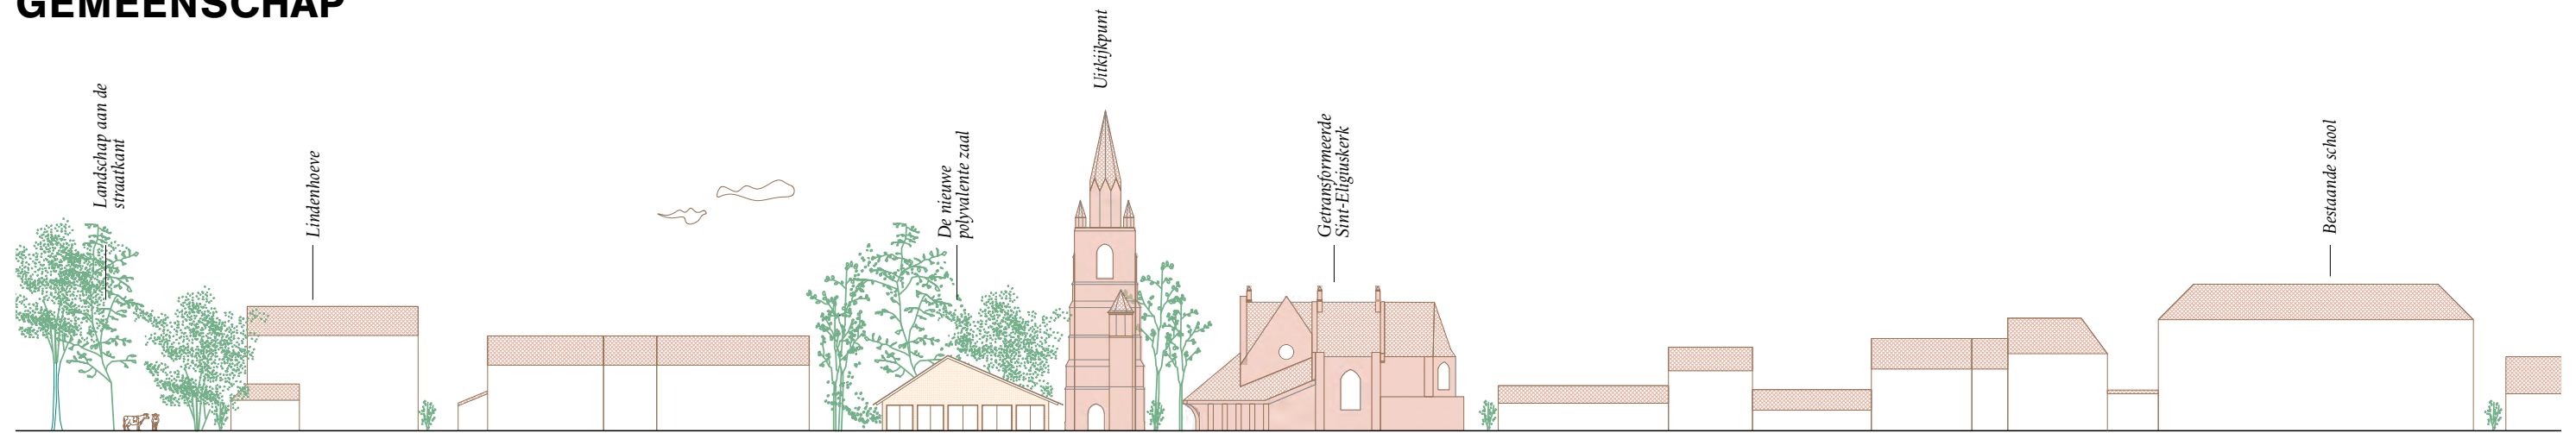 GEMEENSCHAP
Landschap aan de
straatkant
Lindenhoeve
De nieuwe
polyvalente zaal
Uitkijkpunt
Getransformeerde
Sint-Eligiuskerk
Bestaande school